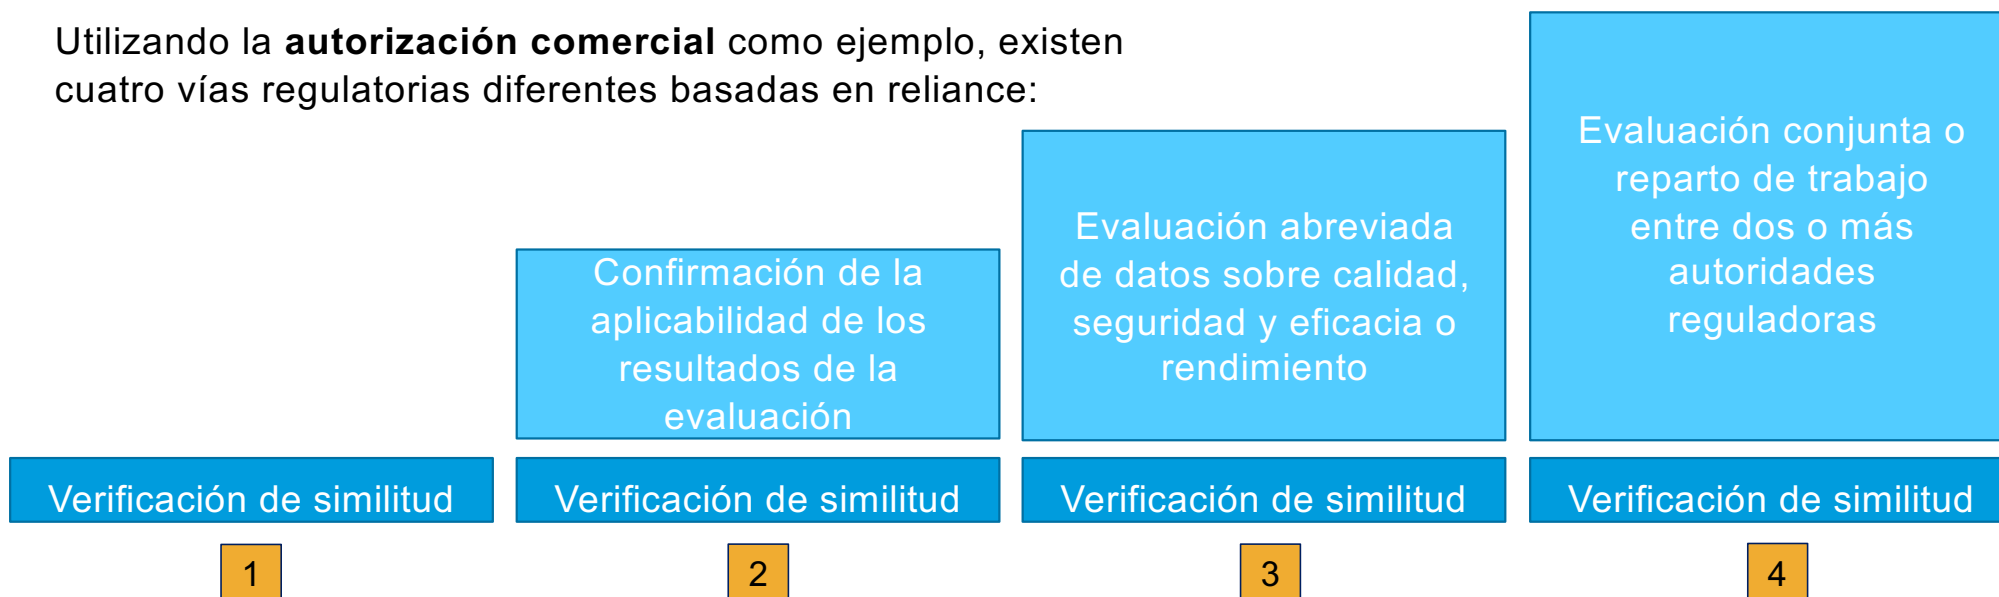 Utilizando la autorización comercial como ejemplo, existen
cuatro vías regulatorias diferentes basadas en reliance:
Verificación de similitud
1
Confirmación de la
aplicabilidad de los
resultados de la
evaluación
Verificación de similitud
2
Evaluación abreviada
de datos sobre calidad,
seguridad y eficacia o
rendimiento
Verificación de similitud
3
Evaluación conjunta o
reparto de trabajo
entre dos o más
autoridades
reguladoras
Verificación de similitud
4